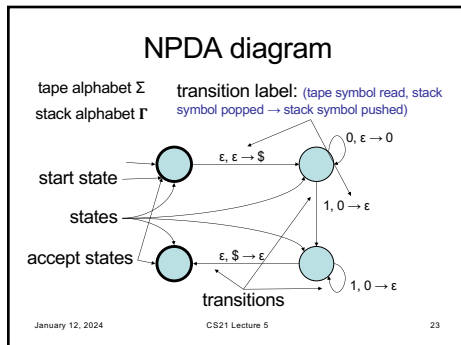 NPDA diagram
tape alphabet Σ
stack alphabet Γ
transition label: (tape symbol read, stack
symbol popped → stack symbol pushed)
0, ε → 0
ε, ε → $
start state
1, 0 → ε
states
accept states
ε, $ → ε
1, 0 → ε
transitions
January 12, 2024
CS21 Lecture 5
23